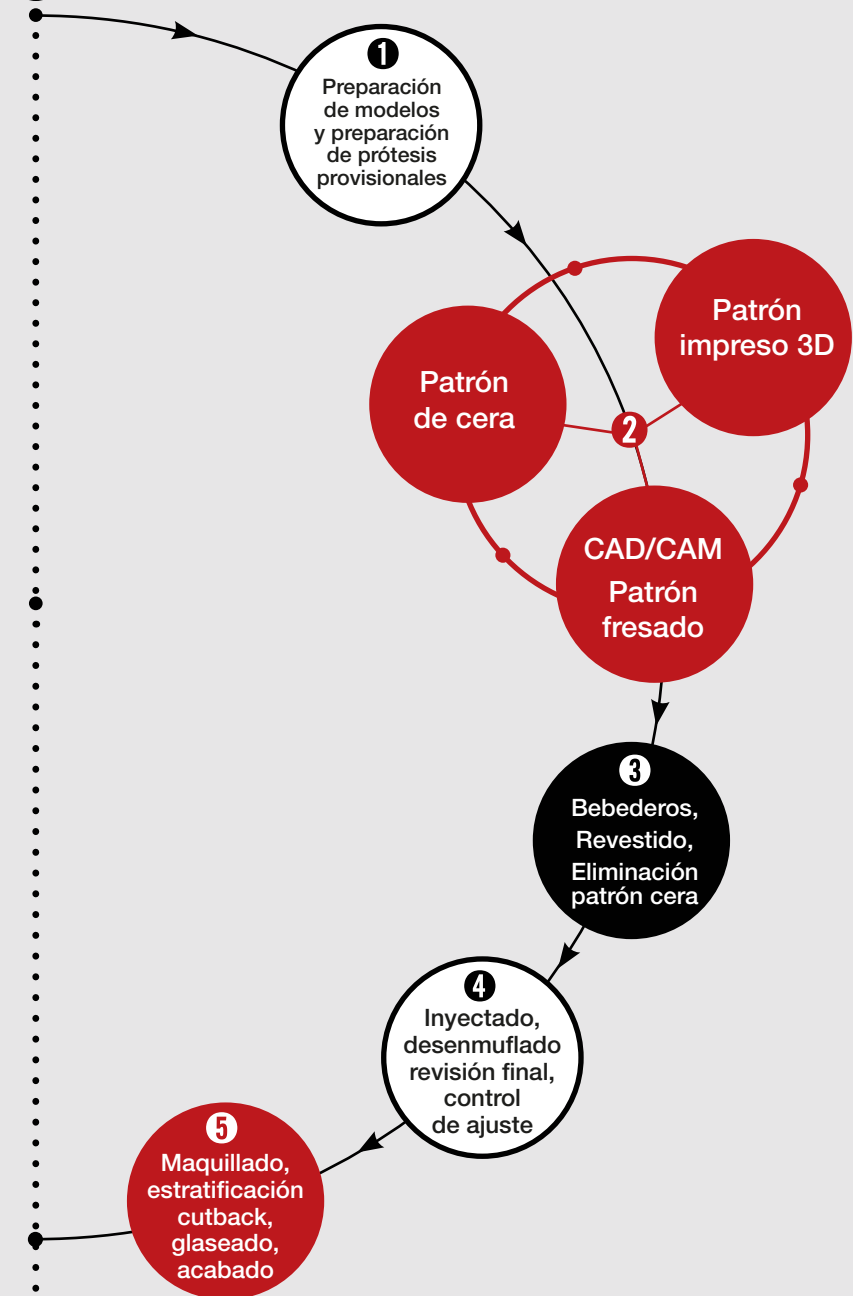 1
Preparación
de modelos
y preparación
de prótesis
provisionales
2
Patrón
de cera
Patrón
impreso 3D
CAD/CAM
Patrón
fresado
3
Bebederos,
Revestido,
Eliminación
patrón cera
4
Inyectado,
desenmuflado
revisión final,
control
de ajuste
5
Maquillado,
estratificación
cutback,
glaseado,
acabado